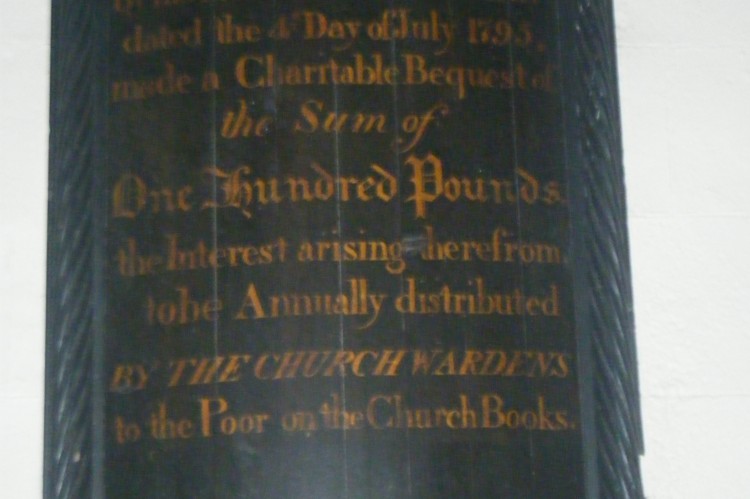 dated the 4th Day of July 1795,
made a Charitable Bequest of
the Sum of
One Hundred Pounds.
the Interest arising therefrom,
to be Annually distributed
BY THE CHURCH WARDENS
to the Poor on the Church Books.